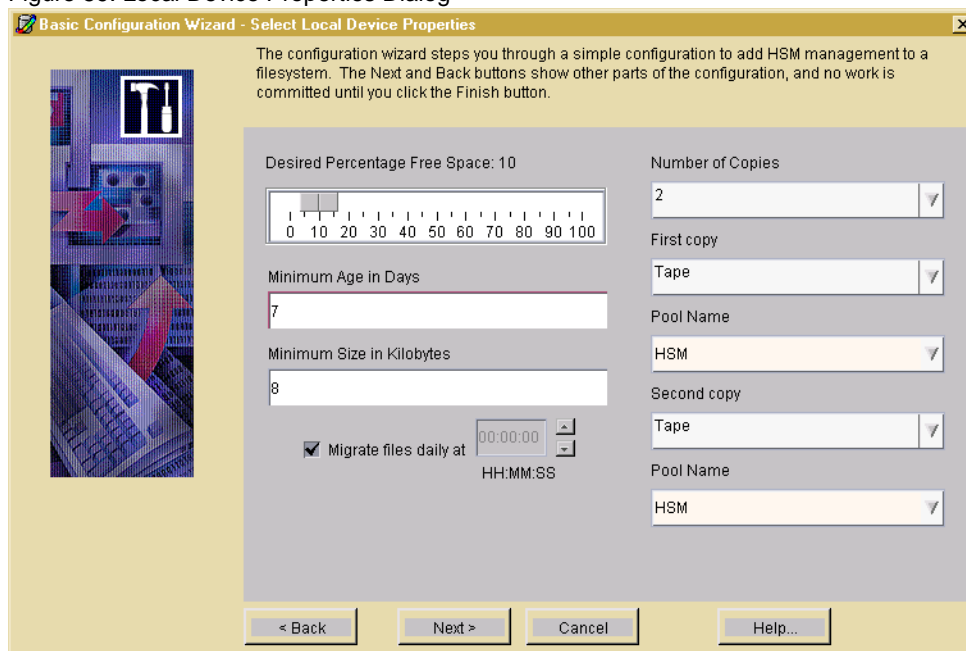 Basic Configuration Wizard - Select Local Device Properties
The configuration wizard steps you through a simple configuration to add HSM management to a
filesystem. The Next and Back buttons show other parts of the configuration, and no work is
committed until you click the Finish button.
Desired Percentage Free Space: 10
0 10 20 30 40 50 60 70 80 90 100
Minimum Age in Days
7
Minimum Size in Kilobytes
8
Migrate files daily at 00:00:00
HH:MM:SS
Number of Copies
2
First copy
Tape
Pool Name
HSM
Second copy
Tape
Pool Name
HSM
< Back
Next >
Cancel
Help...